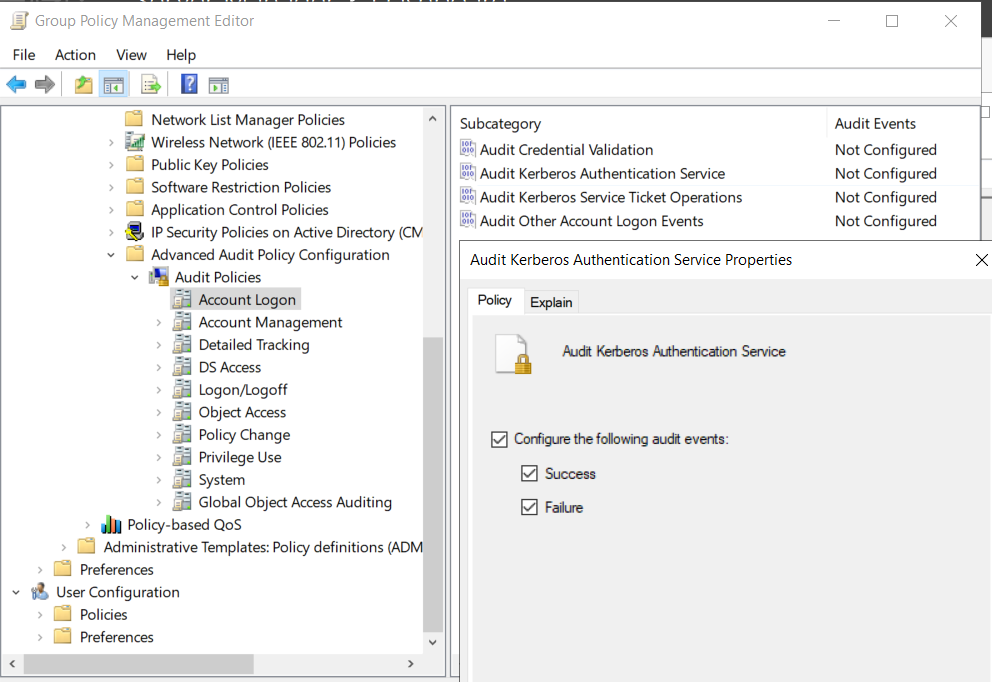 Group Policy Management Editor
File Action View Help
Network List Manager Policies
Wireless Network (IEEE 802.11) Policies
Public Key Policies
Software Restriction Policies
Application Control Policies
IP Security Policies on Active Directory (CM
Advanced Audit Policy Configuration
Audit Policies
Account Logon
Account Management
Detailed Tracking
DS Access
Logon/Logoff
Object Access
Policy Change
Privilege Use
System
Global Object Access Auditing
Policy-based QoS
Administrative Templates: Policy definitions (ADM
Preferences
User Configuration
Policies
Preferences
Subcategory Audit Events
Audit Credential Validation Not Configured
Audit Kerberos Authentication Service Not Configured
Audit Kerberos Service Ticket Operations Not Configured
Audit Other Account Logon Events Not Configured
Audit Kerberos Authentication Service Properties
Policy Explain
Audit Kerberos Authentication Service
Configure the following audit events:
Success
Failure